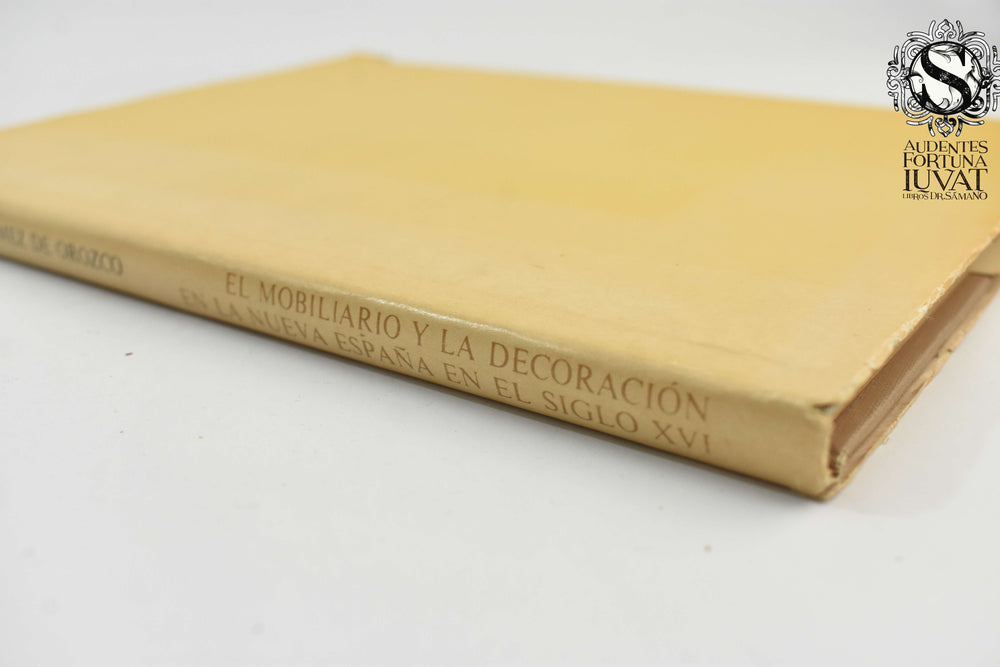 DE OROZCO
EL MOBILIARIO Y LA DECORACIÓN
EN LA NUEVA ESPAÑA EN EL SIGLO XVI
S
AUDENTES
FORTUNA
IUVAT
LIBROS DR. SÁMANO